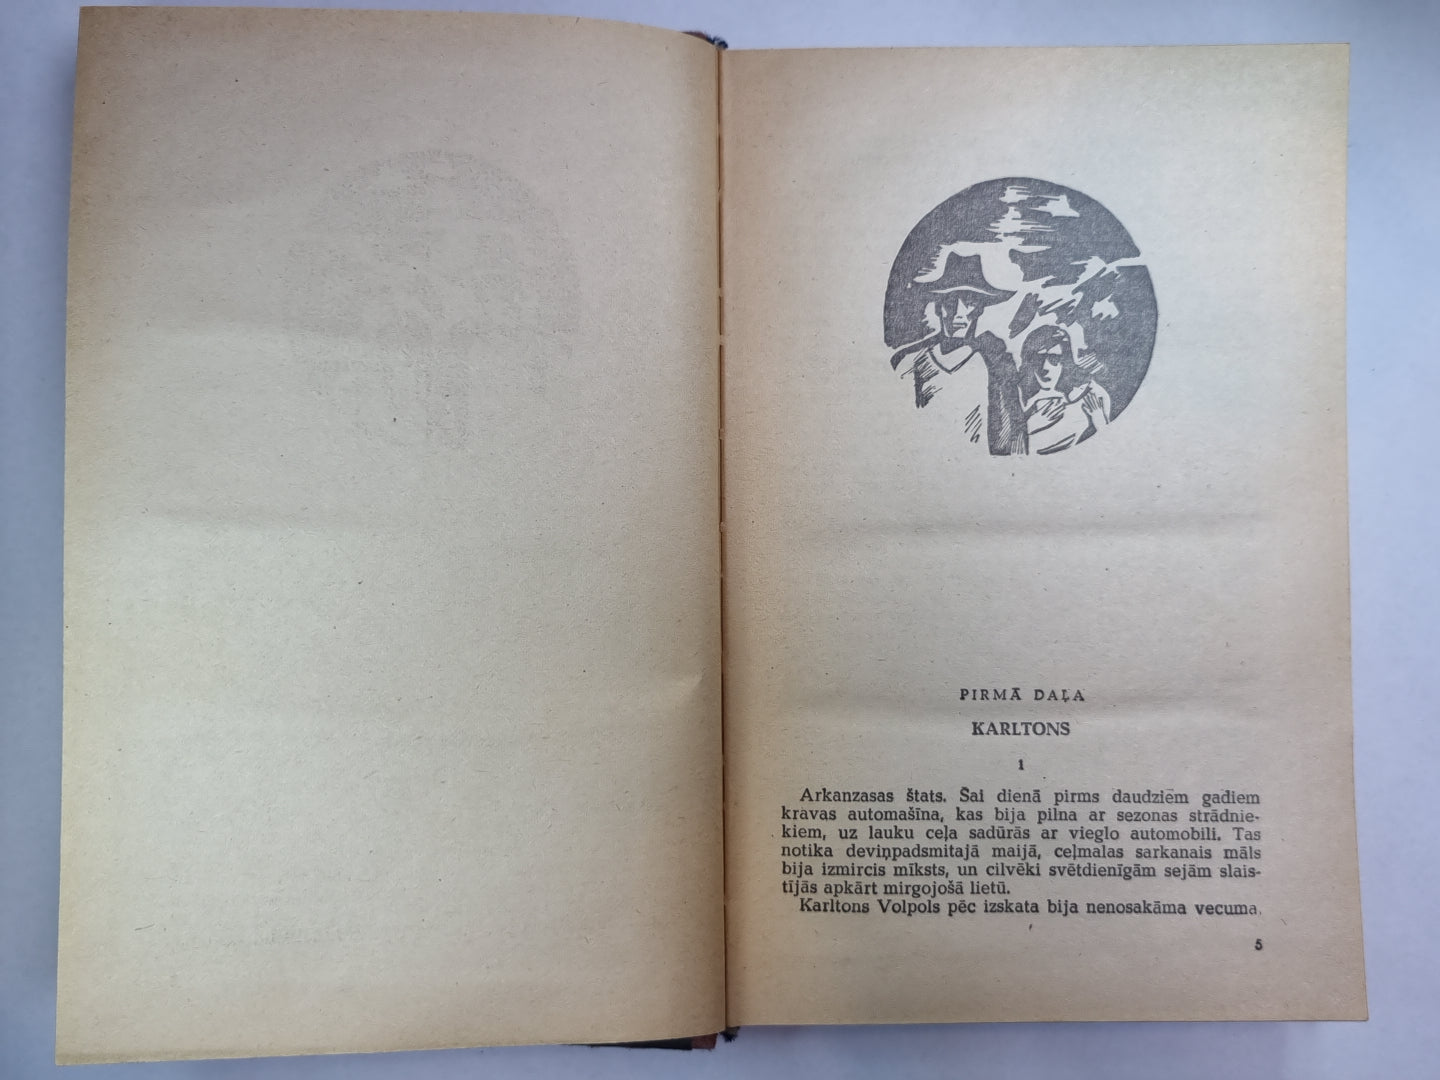 PIRMĀ DAĻA
KARLTONS
1
Arkanzasas štats. Šai dienā pirms daudziem gadiem
kravas automašīna, kas bija pilna ar sezonas strādnie-
kiem, uz lauku ceļa sadūrās ar vieglo automobili. Tas
notika deviņpadsmitajā maijā, ceļmalas sarkanais māls
bija izmircis mīksts, un cilvēki svētdienīgām sejām slais-
tījās apkārt mirgojošā lietū.
Karltons Volpols pēc izskata bija nenosakāma vecuma.
5